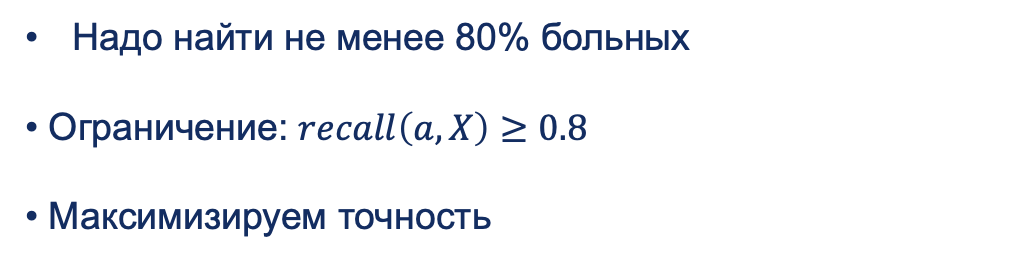 • Надо найти не менее 80% больных
• Ограничение: recall(a, X) ≥ 0.8
• Максимизируем точность